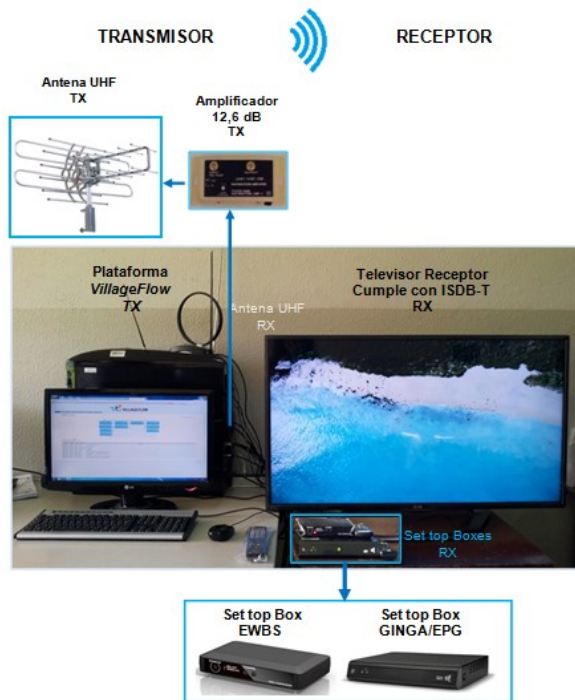 TRANSMISOR
RECEPTOR
Antena UHF
TX
Amplificador
12,6 dB
TX
Plataforma
VillageFlow
TX
Antena UHF
RX
Televisor Receptor
Cumple con ISDB-T
RX
Set top Boxes
RX
Set top Box
EWBS
Set top Box
GINGA/EPG